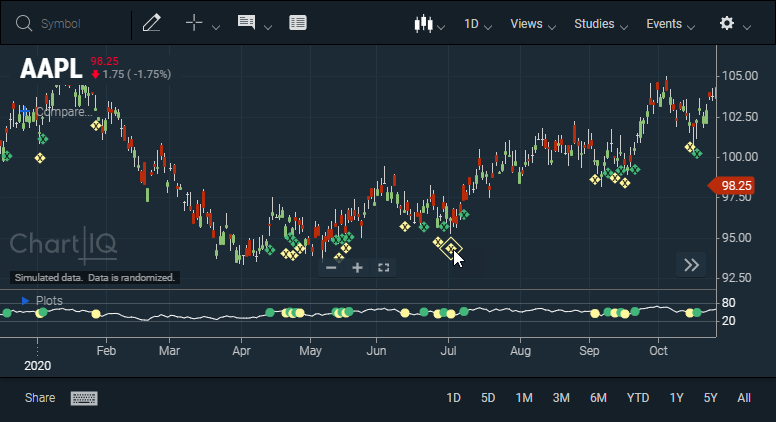 Symbol 1D Views Studies Events
AAPL 98.25
1.75 ( -1.75%)
Compare...
105.00
102.50
100.00
98.25
97.50
95.00
92.50
Chart IQ
Simulated data. Data is randomized.
Plots
80
20
Feb Mar Apr May Jun Jul Aug Sep Oct
2020
Share 1D 5D 1M 3M 6M YTD 1Y 5Y All